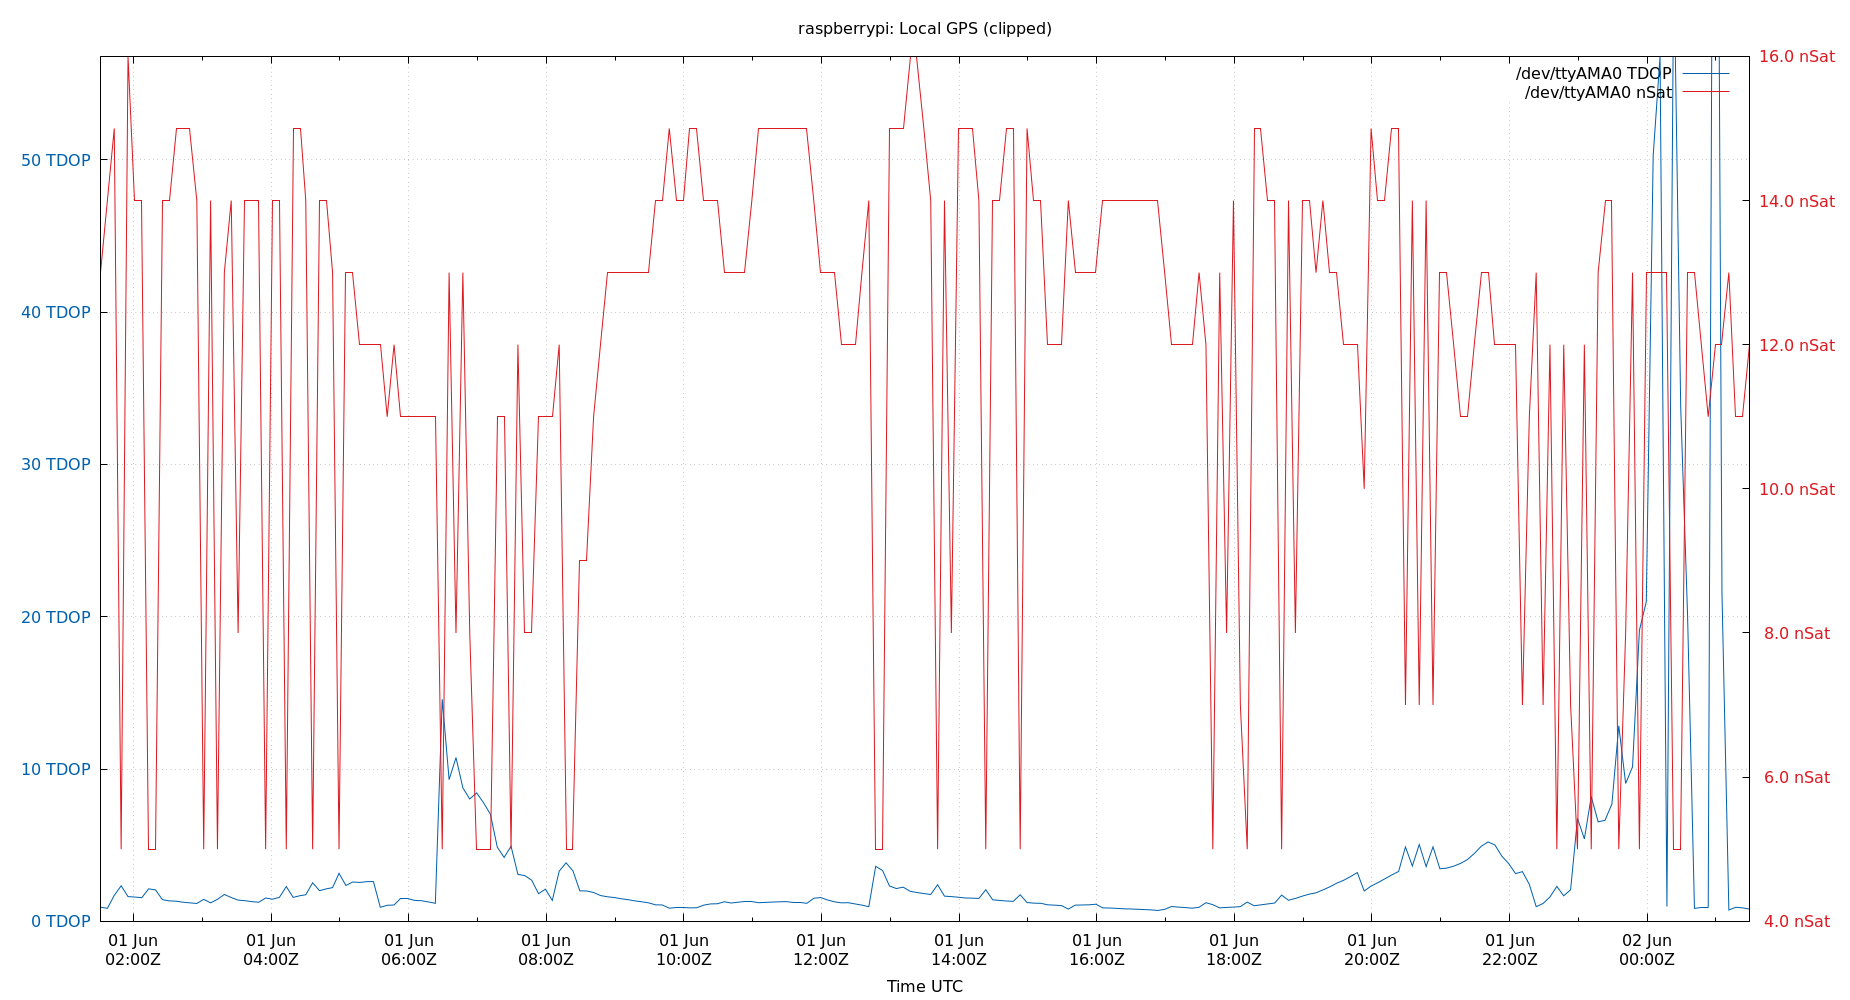 raspberrypi: Local GPS (clipped)
/dev/ttyAMA0 TDOP
/dev/ttyAMA0 nSat
50 TDOP
40 TDOP
30 TDOP
20 TDOP
10 TDOP
0 TDOP
16.0 nSat
14.0 nSat
12.0 nSat
10.0 nSat
8.0 nSat
6.0 nSat
4.0 nSat
01 Jun 01 Jun 01 Jun 01 Jun 01 Jun 01 Jun 01 Jun 01 Jun 01 Jun 01 Jun 01 Jun 02 Jun
02:00Z 04:00Z 06:00Z 08:00Z 10:00Z 12:00Z 14:00Z 16:00Z 18:00Z 20:00Z 22:00Z 00:00Z
Time UTC